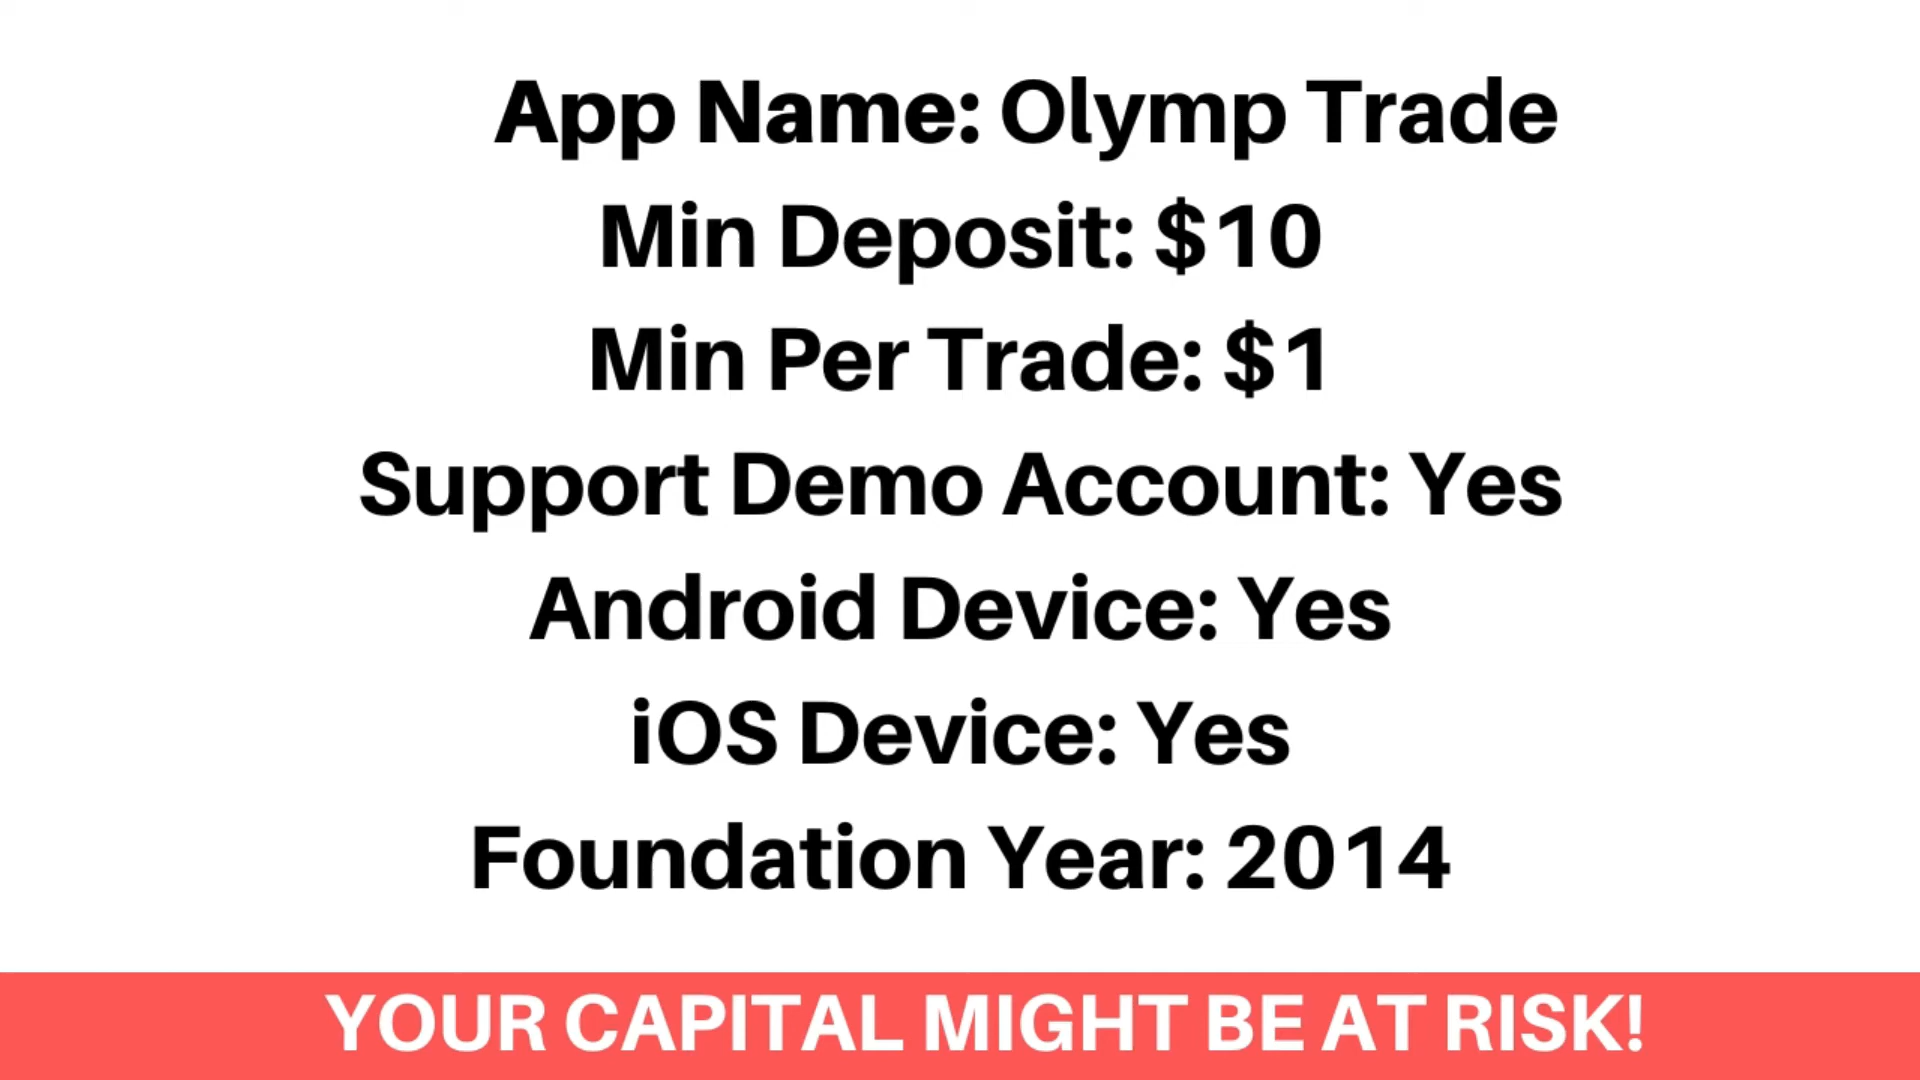 App Name: Olymp Trade
Min Deposit: $10
Min Per Trade: $1
Support Demo Account: Yes
Android Device: Yes
iOS Device: Yes
Foundation Year: 2014
YOUR CAPITAL MIGHT BE AT RISK!